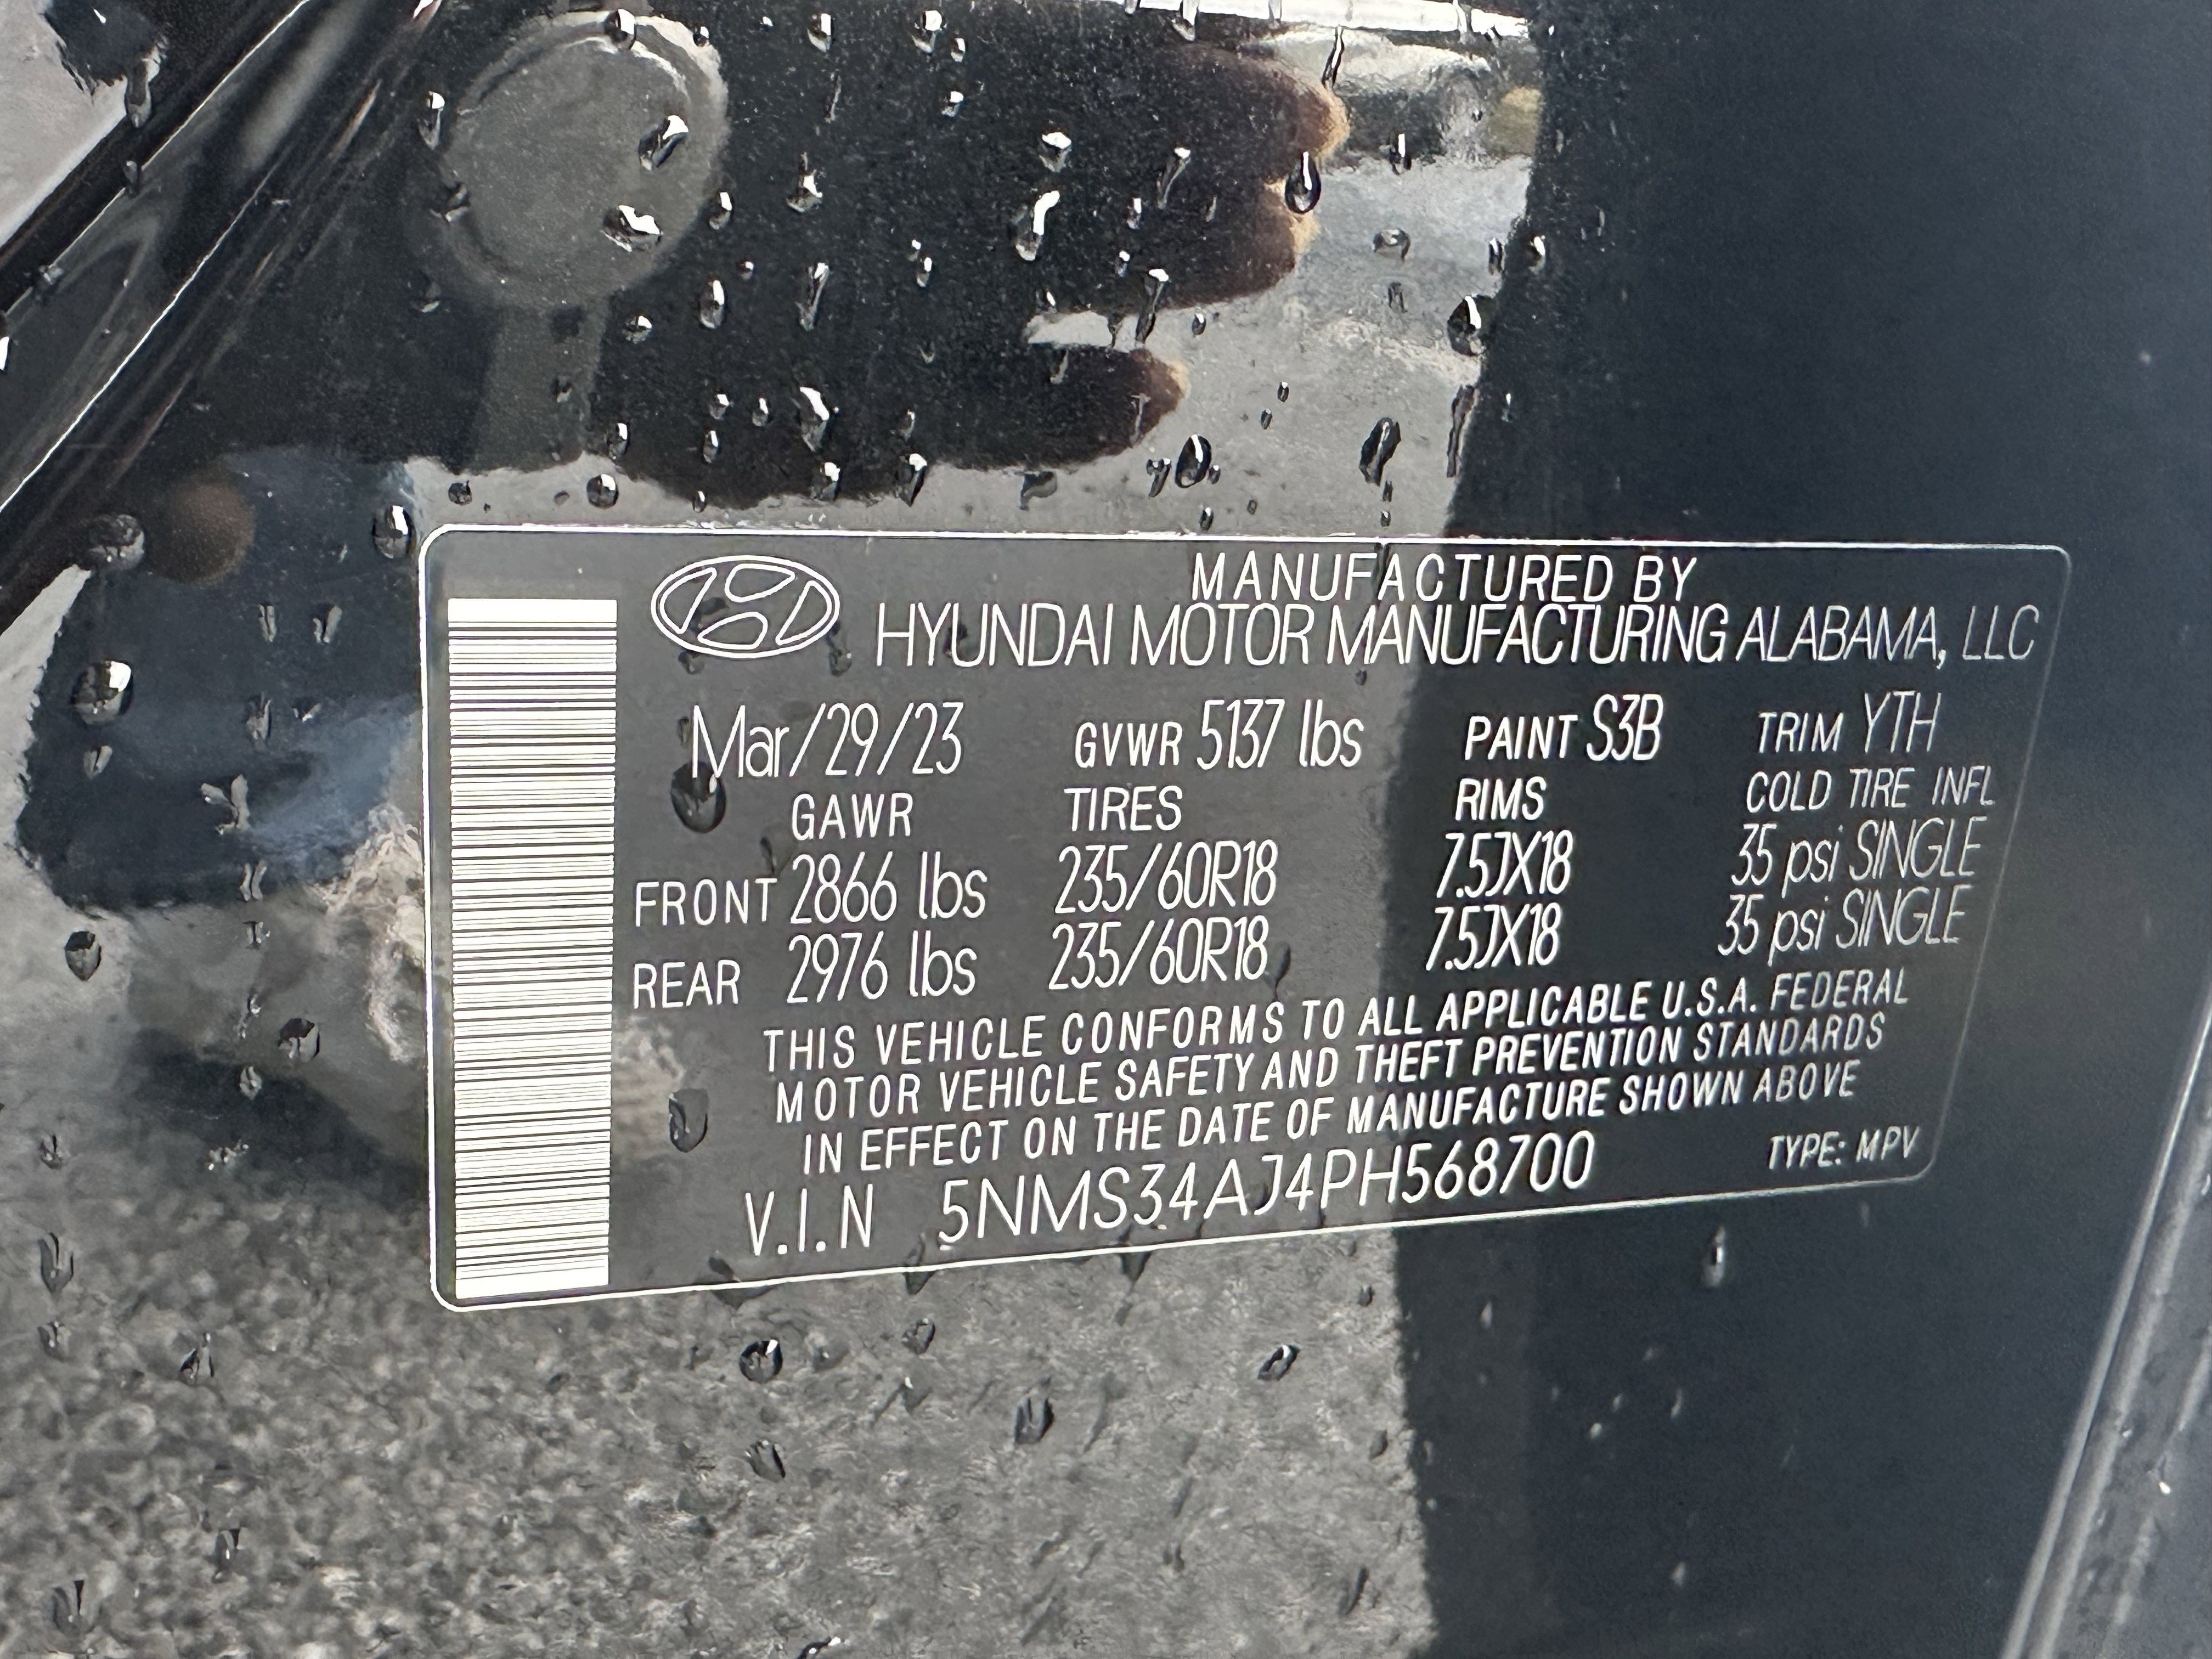 MANUFACTURED BY
HYUNDAI MOTOR MANUFACTURING ALABAMA, LLC
Mar/29/23 GVWR 5137 lbs PAINT S3B TRIM YTH
GAWR TIRES RIMS COLD TIRE INFL
FRONT 2866 lbs 235/60R18 7.5JX18 35 psi SINGLE
REAR 2976 lbs 235/60R18 7.5JX18 35 psi SINGLE
THIS VEHICLE CONFORMS TO ALL APPLICABLE U.S.A. FEDERAL
MOTOR VEHICLE SAFETY AND THEFT PREVENTION STANDARDS
IN EFFECT ON THE DATE OF MANUFACTURE SHOWN ABOVE
V.I.N 5NMS34AJ4PH568700 TYPE: MPV